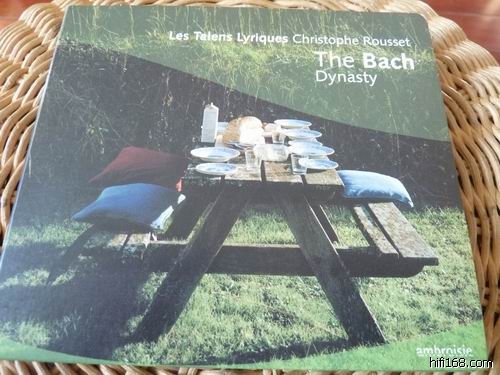 Les Talens Lyriques Christophe Rousset
The Bach
Dynasty
ambroisie
hifi168.com